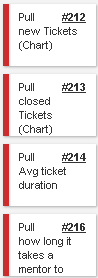 Pull #212
new Tickets
(Chart)
Pull #213
closed
Tickets
(Chart)
Pull #214
Avg ticket
duration
Pull #216
how long it
takes a
mentor to